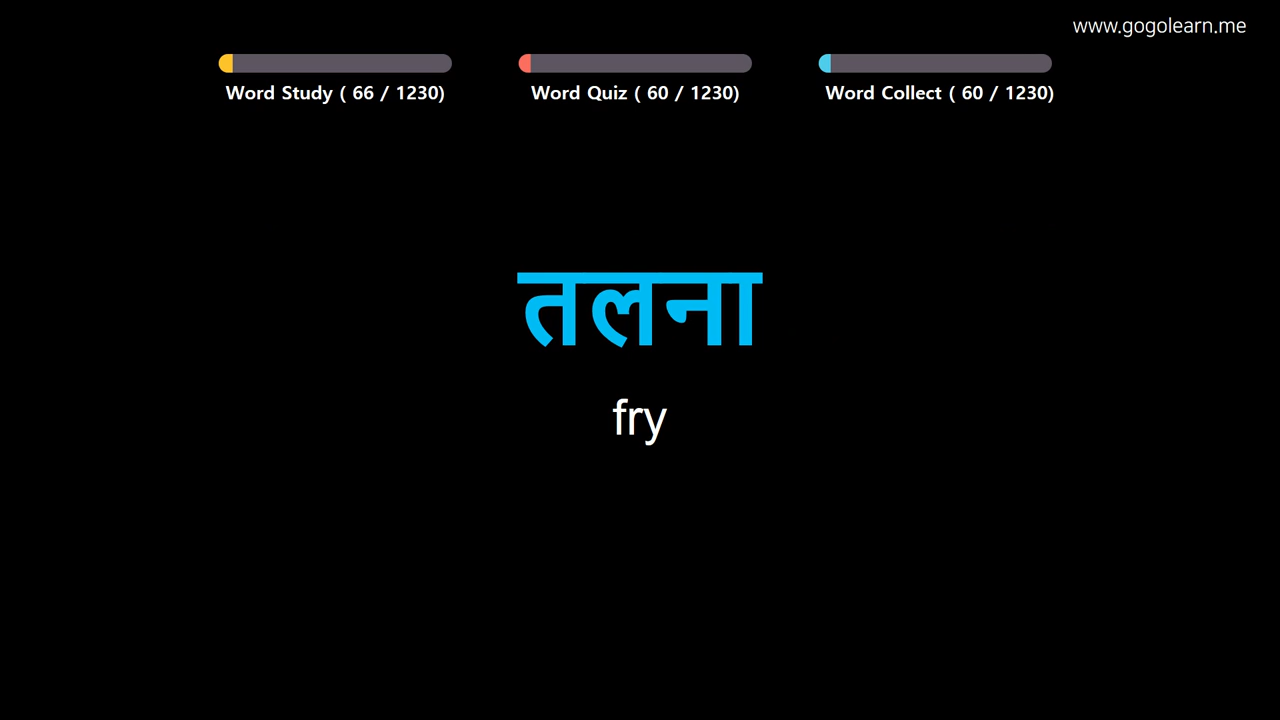 www.gogolearn.me
Word Study ( 66 / 1230)
Word Quiz ( 60 / 1230)
Word Collect ( 60 / 1230)
तलना
fry